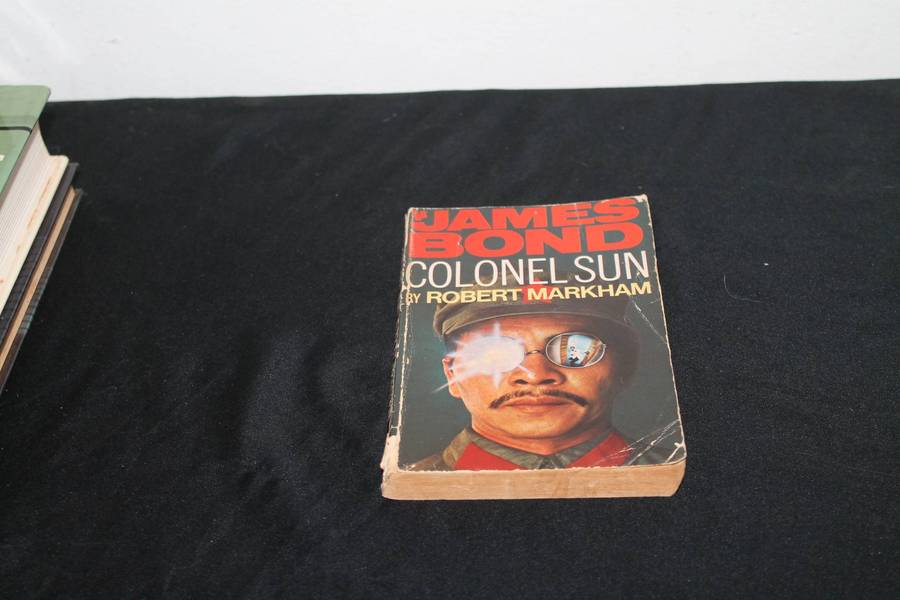 JAMES
BOND
COLONEL SUN
BY ROBERT MARKHAM